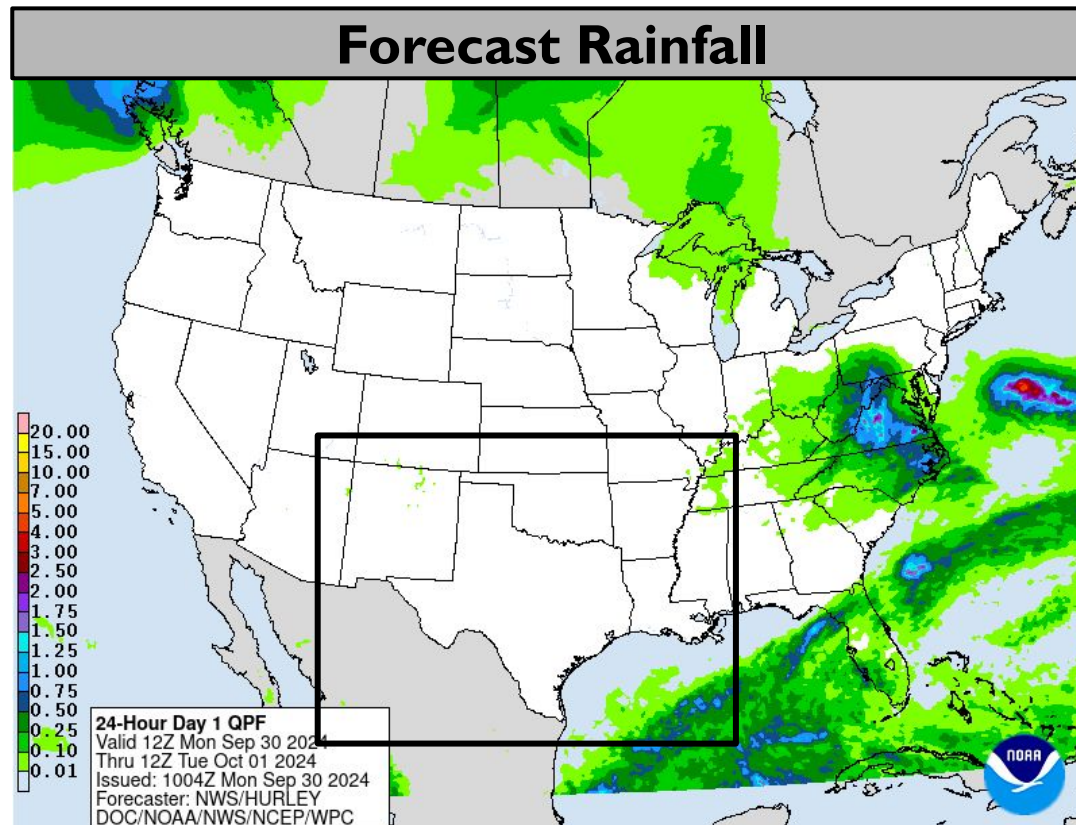 Forecast Rainfall
20.00
15.00
10.00
7.00
5.00
4.00
3.00
2.50
2.00
1.75
1.50
1.25
1.00
0.75
0.50
0.25
0.10
0.01
24-Hour Day 1 QPF
Valid 12Z Mon Sep 30 2024
Thru 12Z Tue Oct 01 2024
Issued: 1004Z Mon Sep 30 2024
Forecaster: NWS/HURLEY
DOC/NOAA/NWS/NCEP/WPC
NOAA